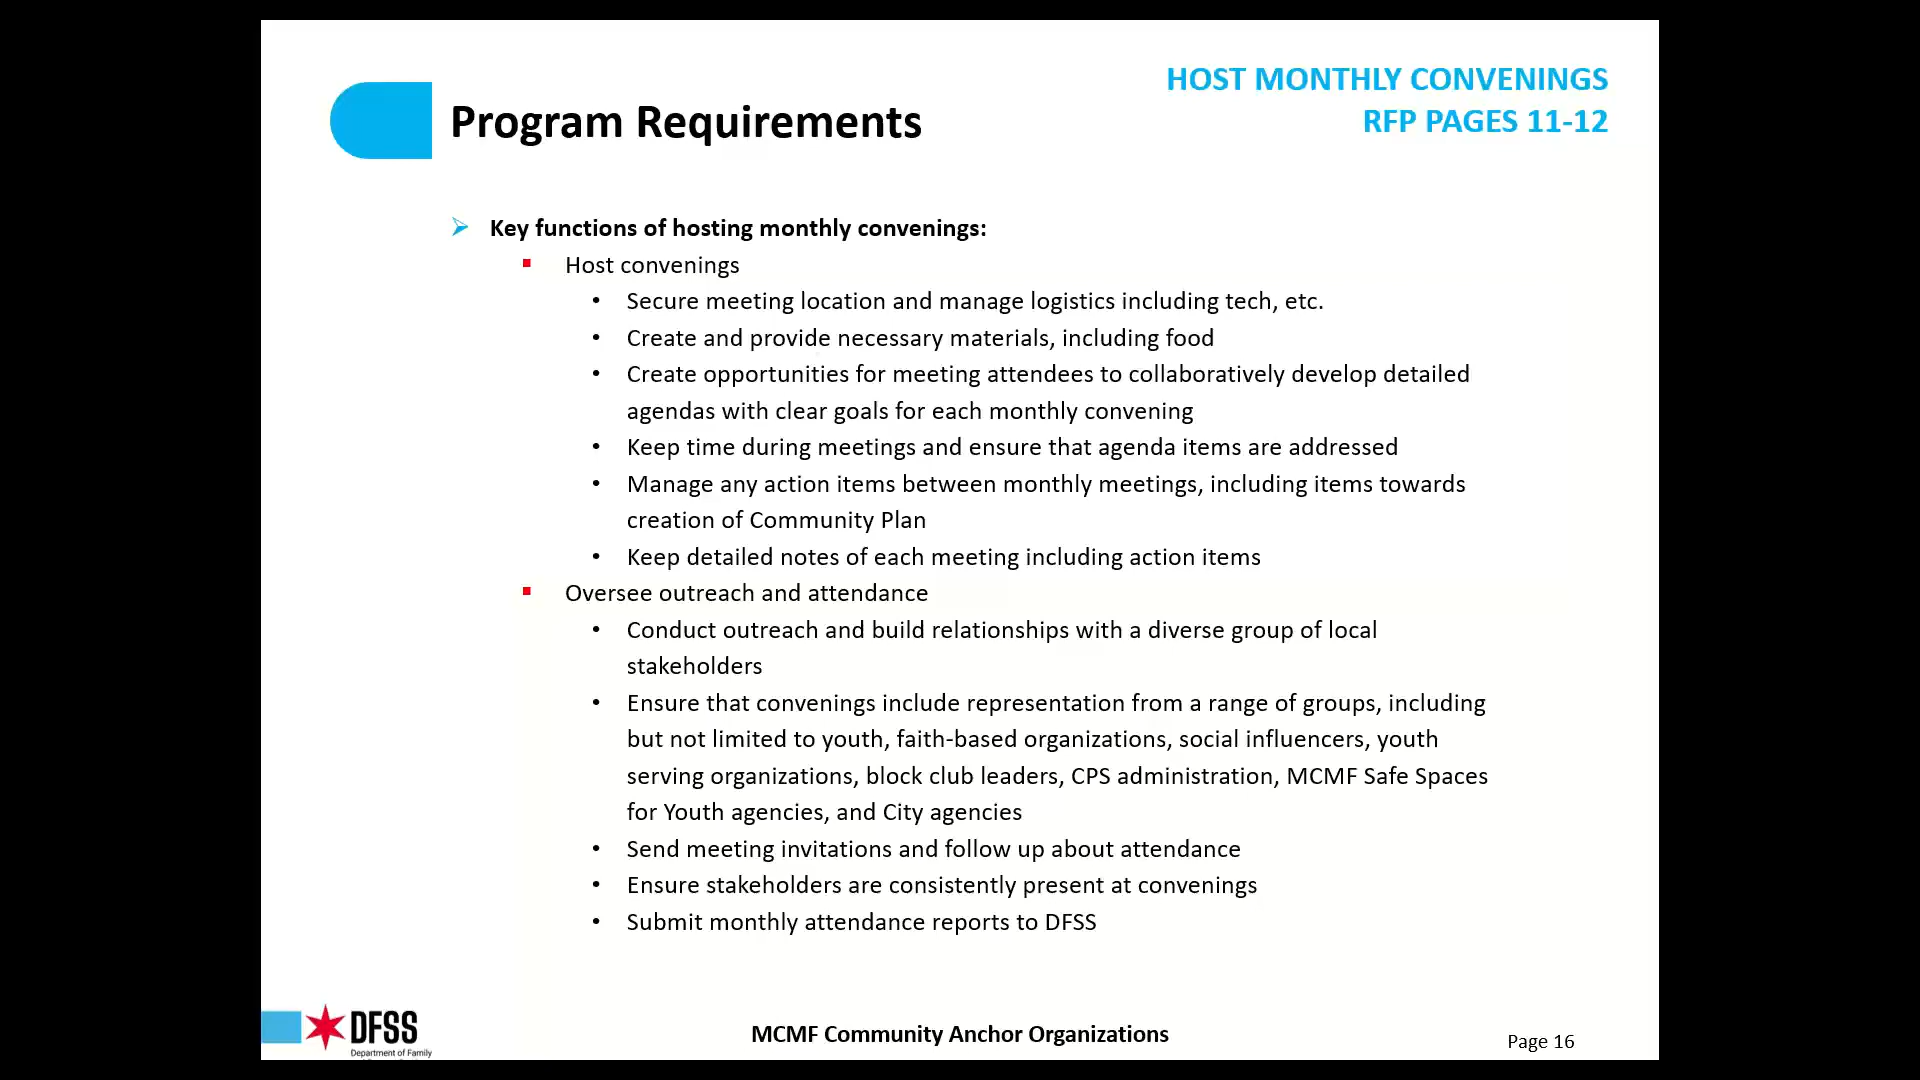 HOST MONTHLY CONVENINGS
RFP PAGES 11-12
Program Requirements
➢ Key functions of hosting monthly convenings:
▪ Host convenings
• Secure meeting location and manage logistics including tech, etc.
• Create and provide necessary materials, including food
• Create opportunities for meeting attendees to collaboratively develop detailed
agendas with clear goals for each monthly convening
• Keep time during meetings and ensure that agenda items are addressed
• Manage any action items between monthly meetings, including items towards
creation of Community Plan
• Keep detailed notes of each meeting including action items
▪ Oversee outreach and attendance
• Conduct outreach and build relationships with a diverse group of local
stakeholders
• Ensure that convenings include representation from a range of groups, including
but not limited to youth, faith-based organizations, social influencers, youth
serving organizations, block club leaders, CPS administration, MCMF Safe Spaces
for Youth agencies, and City agencies
• Send meeting invitations and follow up about attendance
• Ensure stakeholders are consistently present at convenings
• Submit monthly attendance reports to DFSS
DFSS
Department of Family
MCMF Community Anchor Organizations
Page 16